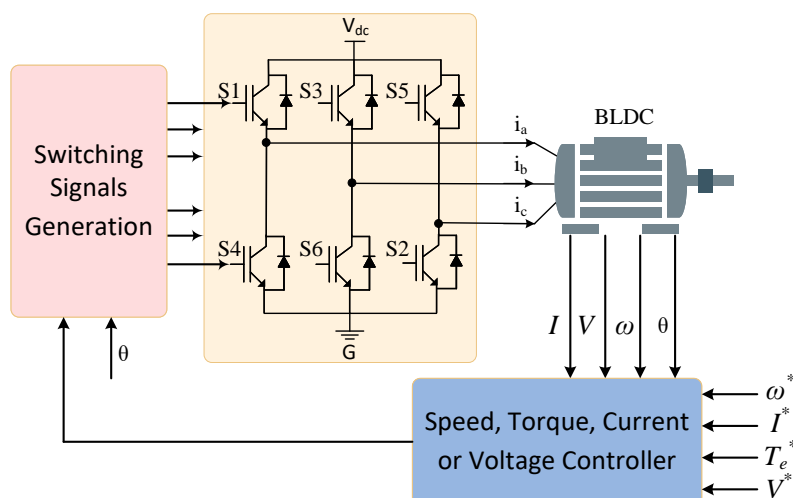 V_dc
S1
S3
S5
BLDC
i_a
Switching
Signals
Generation
i_b
i_c
S4
S6
S2
I
V
ω
θ
G
θ
ω*
Speed, Torque, Current
or Voltage Controller
I*
T_e*
V*